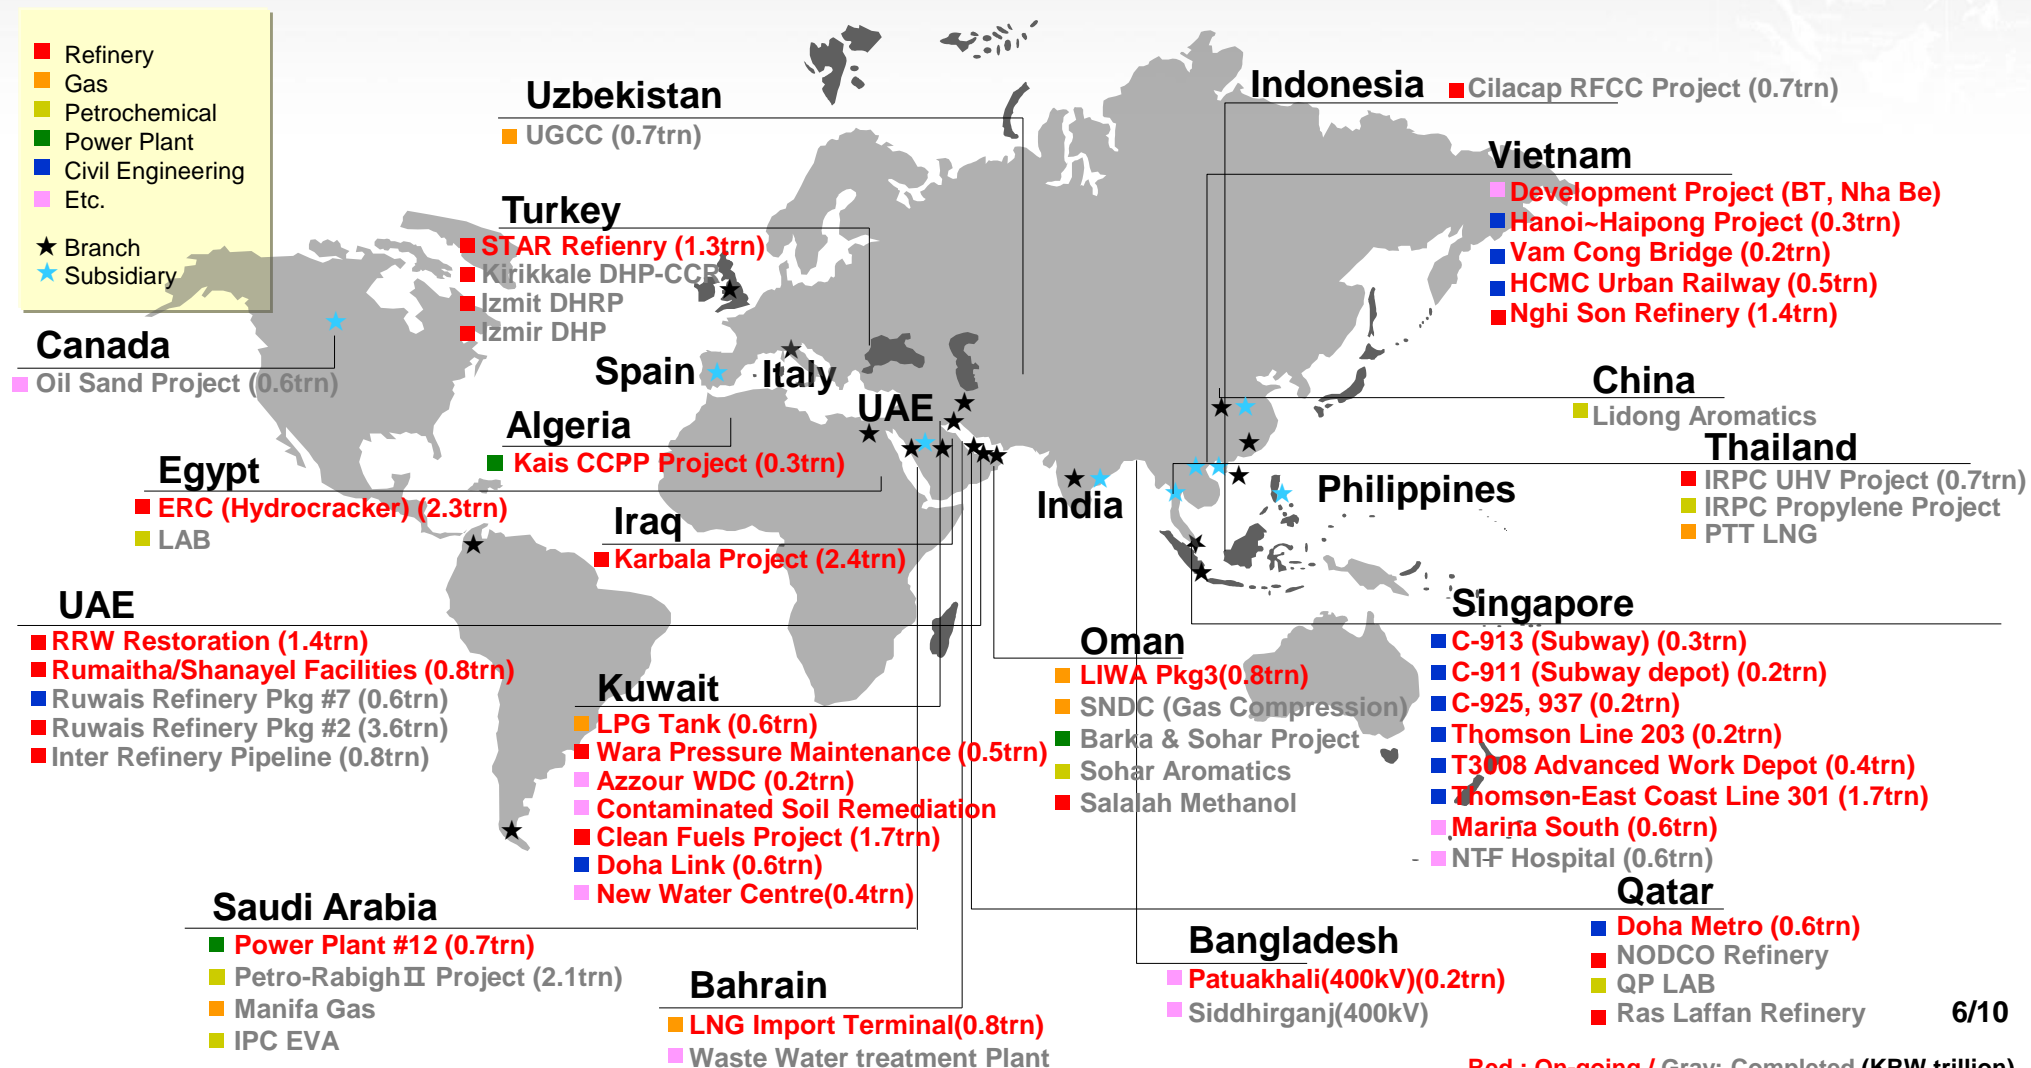 Refinery
Gas
Petrochemical
Power Plant
Civil Engineering
Etc.
Branch
Subsidiary
Uzbekistan
UGCC (0.7trn)
Indonesia
Cilacap RFCC Project (0.7trn)
Vietnam
Development Project (BT, Nha Be)
Hanoi~Haipong Project (0.3trn)
Vam Cong Bridge (0.2trn)
HCMC Urban Railway (0.5trn)
Nghi Son Refinery (1.4trn)
Turkey
STAR Refienry (1.3trn)
Kirikkale DHP-CCR
Izmit DHRP
Izmir DHP
Canada
Oil Sand Project (0.6trn)
Spain
Italy
UAE
China
Lidong Aromatics
Algeria
Kais CCPP Project (0.3trn)
Thailand
IRPC UHV Project (0.7trn)
IRPC Propylene Project
PTT LNG
Egypt
ERC (Hydrocracker) (2.3trn)
LAB
India
Philippines
Iraq
Karbala Project (2.4trn)
UAE
RRW Restoration (1.4trn)
Rumaitha/Shanayel Facilities (0.8trn)
Ruwais Refinery Pkg #7 (0.6trn)
Ruwais Refinery Pkg #2 (3.6trn)
Inter Refinery Pipeline (0.8trn)
Kuwait
LPG Tank (0.6trn)
Wara Pressure Maintenance (0.5trn)
Azzour WDC (0.2trn)
Contaminated Soil Remediation
Clean Fuels Project (1.7trn)
Doha Link (0.6trn)
New Water Centre(0.4trn)
Oman
LIWA Pkg3(0.8trn)
SNDC (Gas Compression)
Barka & Sohar Project
Sohar Aromatics
Salalah Methanol
Singapore
C-913 (Subway) (0.3trn)
C-911 (Subway depot) (0.2trn)
C-925, 937 (0.2trn)
Thomson Line 203 (0.2trn)
T3008 Advanced Work Depot (0.4trn)
Thomson-East Coast Line 301 (1.7trn)
Marina South (0.6trn)
NTF Hospital (0.6trn)
Saudi Arabia
Power Plant #12 (0.7trn)
Petro-RabighⅡ Project (2.1trn)
Manifa Gas
IPC EVA
Bahrain
LNG Import Terminal(0.8trn)
Waste Water treatment Plant
Bangladesh
Patuakhali(400kV)(0.2trn)
Siddhirganj(400kV)
Qatar
Doha Metro (0.6trn)
NODCO Refinery
QP LAB
Ras Laffan Refinery
6/10
Red : On-going / Gray: Completed (KRW trillion)